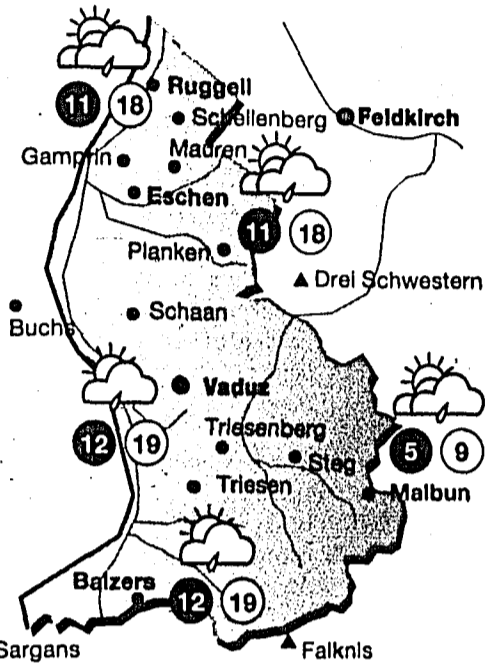 Ruggell
11 18
Schellenberg
Feldkirch
Gamprin
Mauren
Eschen
11 18
Planken
Drei Schwestern
Buchs
Schaan
Vaduz
12 19
Triesenberg
5 9
Steg
Triesen
Malbun
Balzers
12 19
Sargans
Falknis